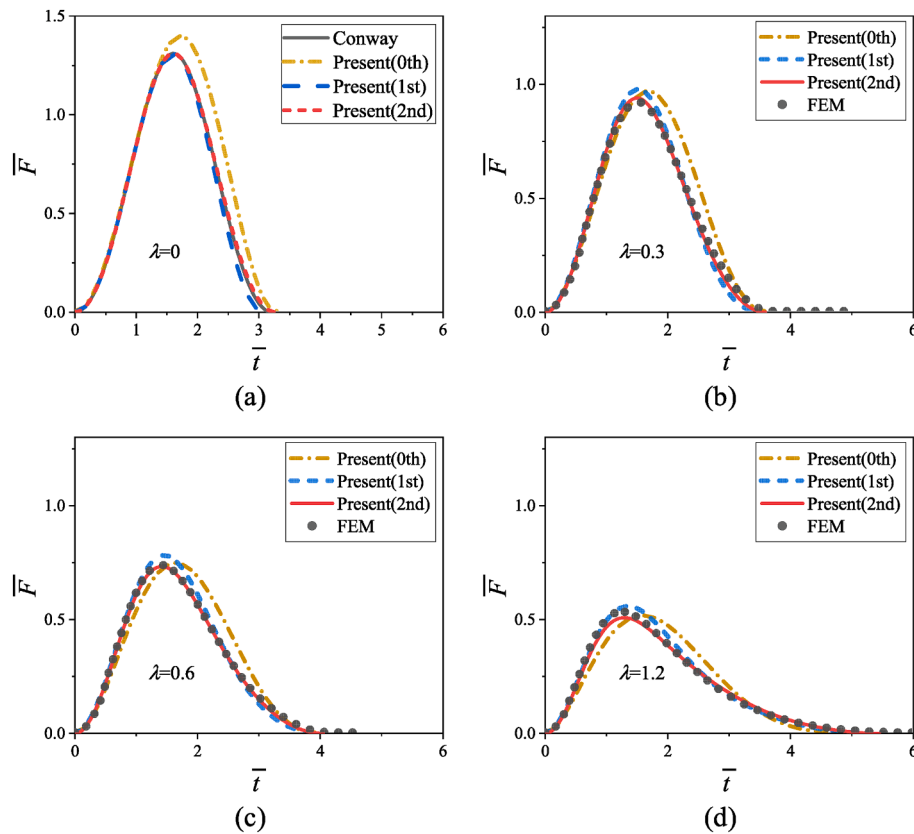 1.5
1.0
0.5
0.0
F̅
Conway
Present(0th)
Present(1st)
Present(2nd)
λ=0
0 1 2 3 4 5 6
t̅
(a)
1.0
0.5
0.0
F̅
Present(0th)
Present(1st)
Present(2nd)
FEM
λ=0.3
0 2 4 6
t̅
(b)
1.0
0.5
0.0
F̅
Present(0th)
Present(1st)
Present(2nd)
FEM
λ=0.6
0 2 4 6
t̅
(c)
1.0
0.5
0.0
F̅
Present(0th)
Present(1st)
Present(2nd)
FEM
λ=1.2
0 2 4 6
t̅
(d)